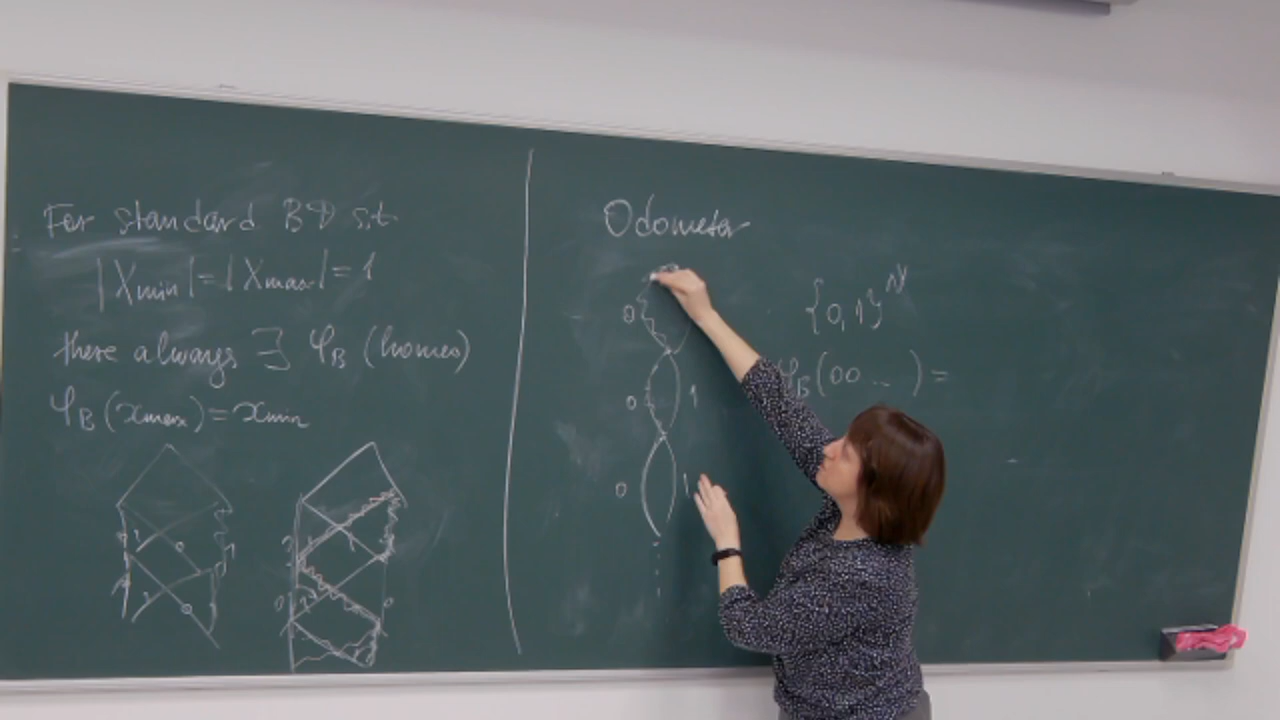 For standard BD s.t.
|Xmin| = |Xmax| = 1
there always ∃ φB (homeo)
φB(xmax) = xmin
Odometer
0
0 1
0 1
{0,1}^ℕ
φB(00...) =